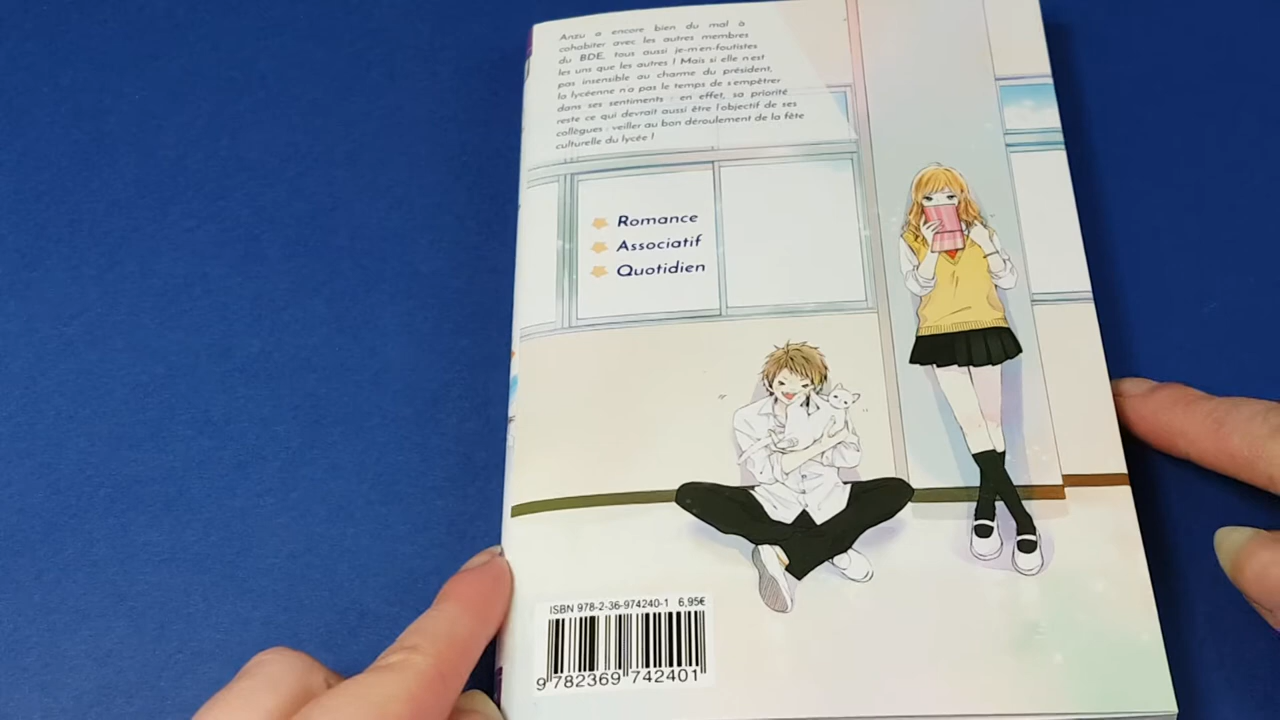 Anzu a encore bien du mal à
cohabiter avec les autres membres
du BDE, tous aussi je-m'en-foutistes
les uns que les autres ! Mais si elle n'est
pas insensible au charme du président,
la lycéenne n'a pas le temps de s'empêtrer
dans ses sentiments : en effet, sa priorité
reste ce qui devrait aussi être l'objectif de ses
collègues : veiller au bon déroulement de la fête
culturelle du lycée !
Romance
Associatif
Quotidien
ISBN 978-2-36-974240-1 6,95€
9 782369 742401